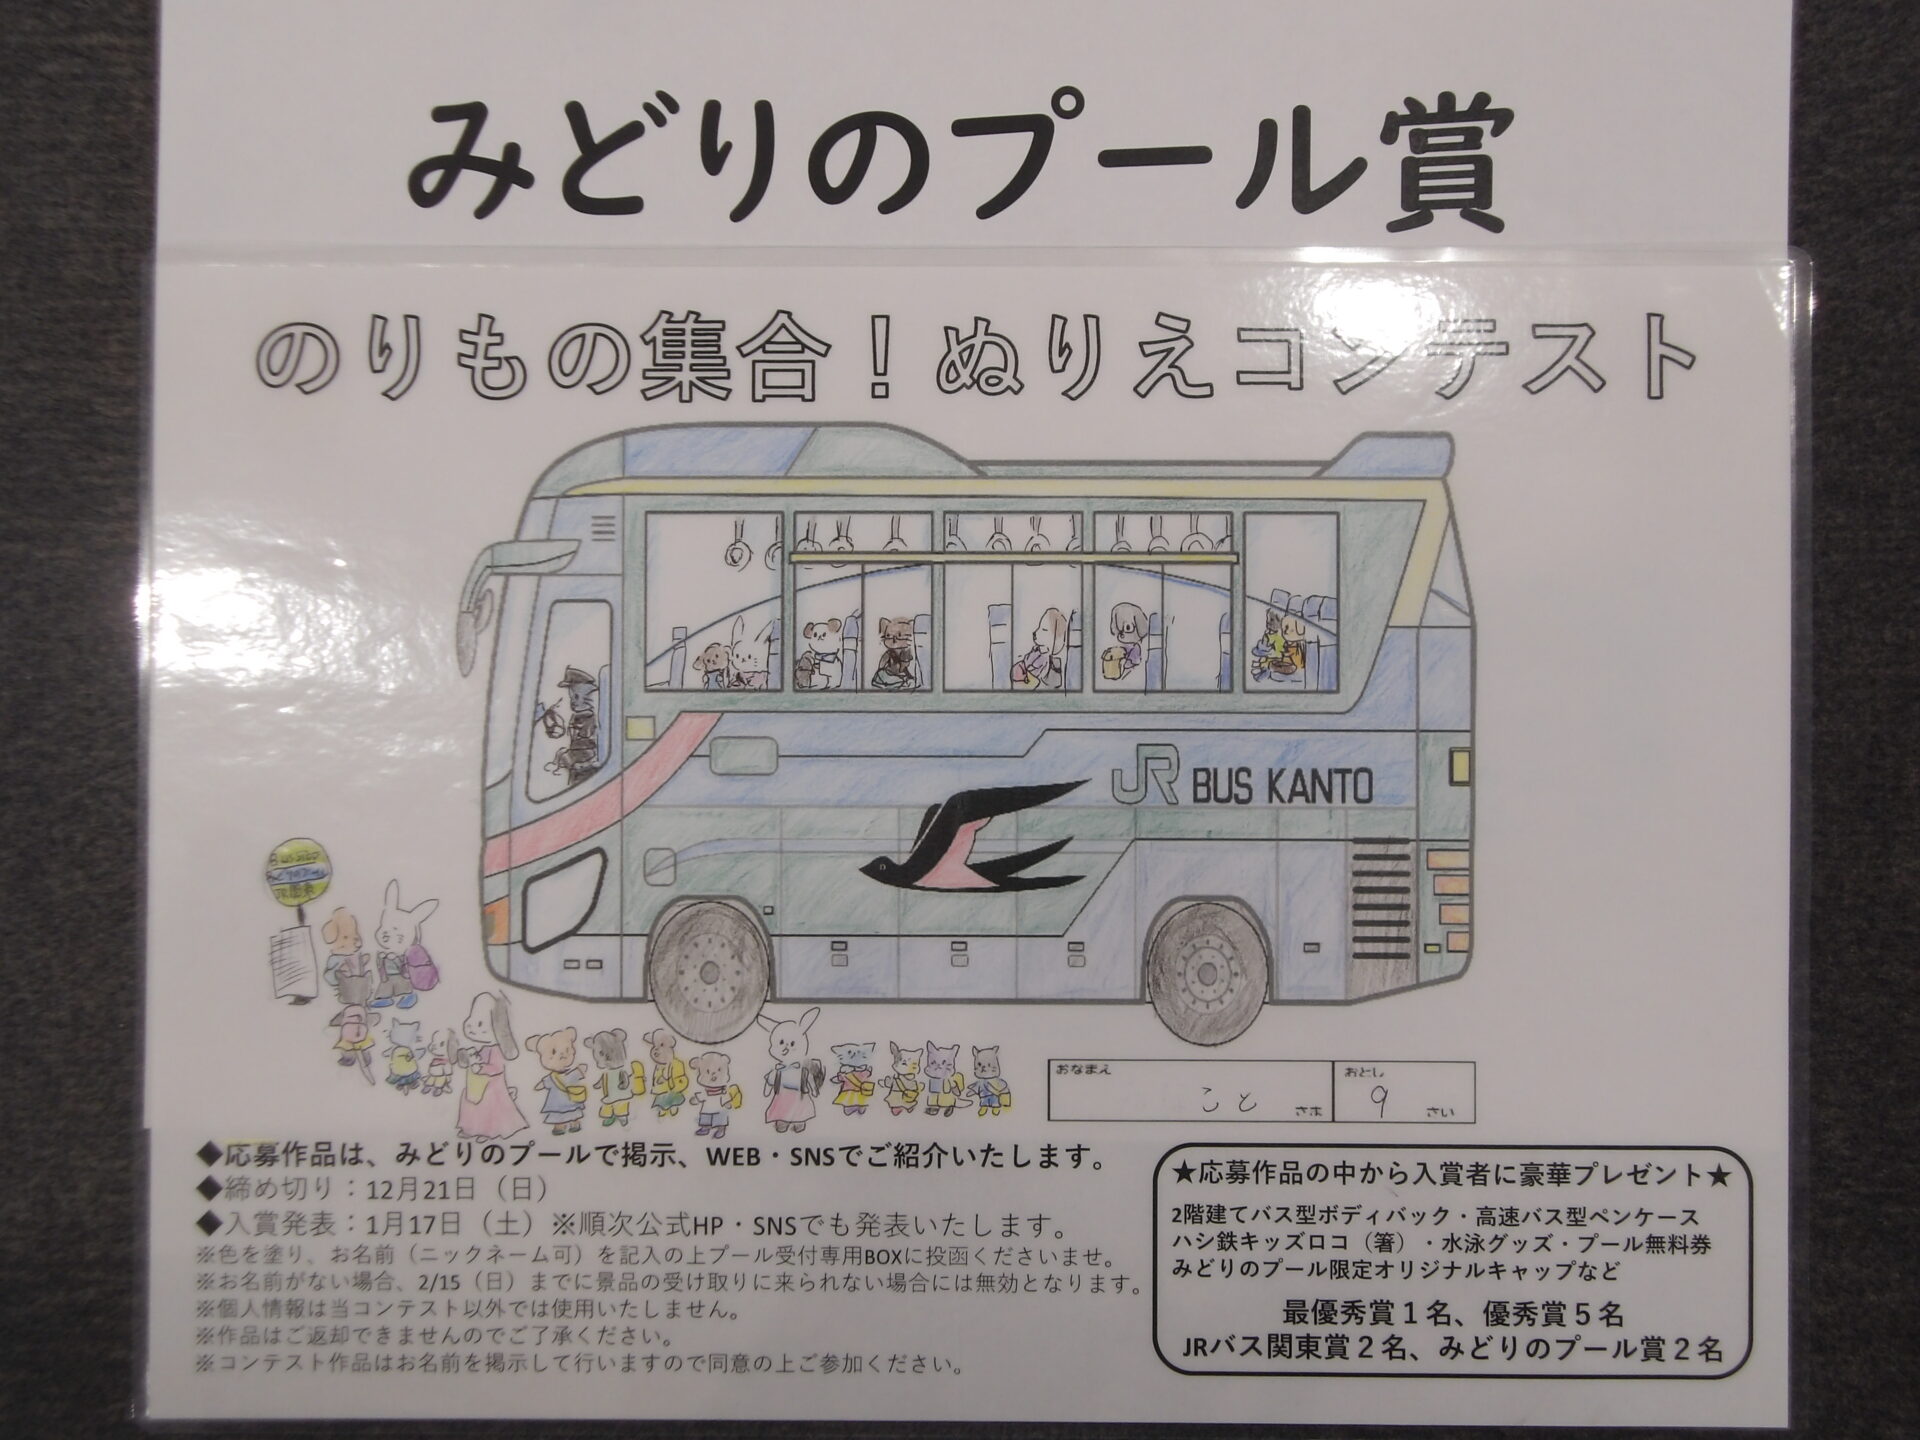 みどりのプール賞
のりもの集合！ぬりえコンテスト
JR BUS KANTO
おなまえ
こと さま
おとし
9 さい
◆応募作品は、みどりのプールで掲示、WEB・SNSでご紹介いたします。
◆締め切り：12月21日（日）
◆入賞発表：1月17日（土）※順次公式HP・SNSでも発表いたします。
※色を塗り、お名前（ニックネーム可）を記入の上プール受付専用BOXに投函くださいませ。
※お名前がない場合、2/15（日）までに景品の受け取りに来られない場合には無効となります。
※個人情報は当コンテスト以外では使用いたしません。
※作品はご返却できませんのでご了承ください。
※コンテスト作品はお名前を掲示して行いますので同意の上ご参加ください。
★応募作品の中から入賞者に豪華プレゼント★
2階建てバス型ボディバック・高速バス型ペンケース
ハシ鉄キッズロコ（箸）・水泳グッズ・プール無料券
みどりのプール限定オリジナルキャップなど
最優秀賞１名、優秀賞５名
JRバス関東賞２名、みどりのプール賞２名